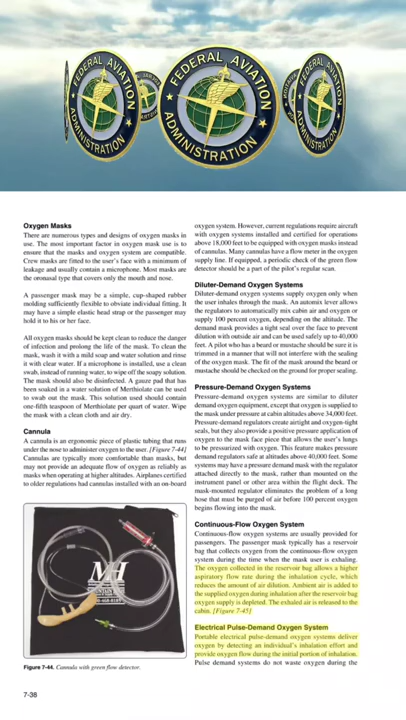 FEDERAL AVIATION
ADMINISTRATION
FEDERAL AVIATION
ADMINISTRATION
FEDERAL AVIATION
ADMINISTRATION
Oxygen Masks
There are numerous types and designs of oxygen masks in
use. The most important factor in oxygen mask use is to
ensure that the masks and oxygen system are compatible.
Crew masks are fitted to the user's face with a minimum of
leakage and usually contain a microphone. Most masks are
the oronasal type that covers only the mouth and nose.
A passenger mask may be a simple, cup-shaped rubber
molding sufficiently flexible to obviate individual fitting. It
may have a simple elastic head strap or the passenger may
hold it to his or her face.
All oxygen masks should be kept clean to reduce the danger
of infection and prolong the life of the mask. To clean the
mask, wash it with a mild soap and water solution and rinse
it with clear water. If a microphone is installed, use a clean
swab, instead of running water, to wipe off the soapy solution.
The mask should also be disinfected. A gauze pad that has
been soaked in a water solution of Merthiolate can be used
to swab out the mask. This solution used should contain
one-fifth teaspoon of Merthiolate per quart of water. Wipe
the mask with a clean cloth and air dry.
Cannula
A cannula is an ergonomic piece of plastic tubing that runs
under the nose to administer oxygen to the user. [Figure 7-44]
Cannulas are typically more comfortable than masks, but
may not provide an adequate flow of oxygen as reliably as
masks when operating at higher altitudes. Airplanes certified
to older regulations had cannulas installed with an on-board
MH
Figure 7-44. Cannula with green flow detector.
7-38
oxygen system. However, current regulations require aircraft
with oxygen systems installed and certified for operations
above 18,000 feet to be equipped with oxygen masks instead
of cannulas. Many cannulas have a flow meter in the oxygen
supply line. If equipped, a periodic check of the green flow
detector should be a part of the pilot's regular scan.
Diluter-Demand Oxygen Systems
Diluter-demand oxygen systems supply oxygen only when
the user inhales through the mask. An automix lever allows
the regulators to automatically mix cabin air and oxygen or
supply 100 percent oxygen, depending on the altitude. The
demand mask provides a tight seal over the face to prevent
dilution with outside air and can be used safely up to 40,000
feet. A pilot who has a beard or mustache should be sure it is
trimmed in a manner that will not interfere with the sealing
of the oxygen mask. The fit of the mask around the beard or
mustache should be checked on the ground for proper sealing.
Pressure-Demand Oxygen Systems
Pressure-demand oxygen systems are similar to diluter
demand oxygen equipment, except that oxygen is supplied to
the mask under pressure at cabin altitudes above 34,000 feet.
Pressure-demand regulators create airtight and oxygen-tight
seals, but they also provide a positive pressure application of
oxygen to the mask face piece that allows the user's lungs
to be pressurized with oxygen. This feature makes pressure
demand regulators safe at altitudes above 40,000 feet. Some
systems may have a pressure demand mask with the regulator
attached directly to the mask, rather than mounted on the
instrument panel or other area within the flight deck. The
mask-mounted regulator eliminates the problem of a long
hose that must be purged of air before 100 percent oxygen
begins flowing into the mask.
Continuous-Flow Oxygen System
Continuous-flow oxygen systems are usually provided for
passengers. The passenger mask typically has a reservoir
bag that collects oxygen from the continuous-flow oxygen
system during the time when the mask user is exhaling.
The oxygen collected in the reservoir bag allows a higher
aspiratory flow rate during the inhalation cycle, which
reduces the amount of air dilution. Ambient air is added to
the supplied oxygen during inhalation after the reservoir bag
oxygen supply is depleted. The exhaled air is released to the
cabin. [Figure 7-45]
Electrical Pulse-Demand Oxygen System
Portable electrical pulse-demand oxygen systems deliver
oxygen by detecting an individual's inhalation effort and
provide oxygen flow during the initial portion of inhalation.
Pulse demand systems do not waste oxygen during the